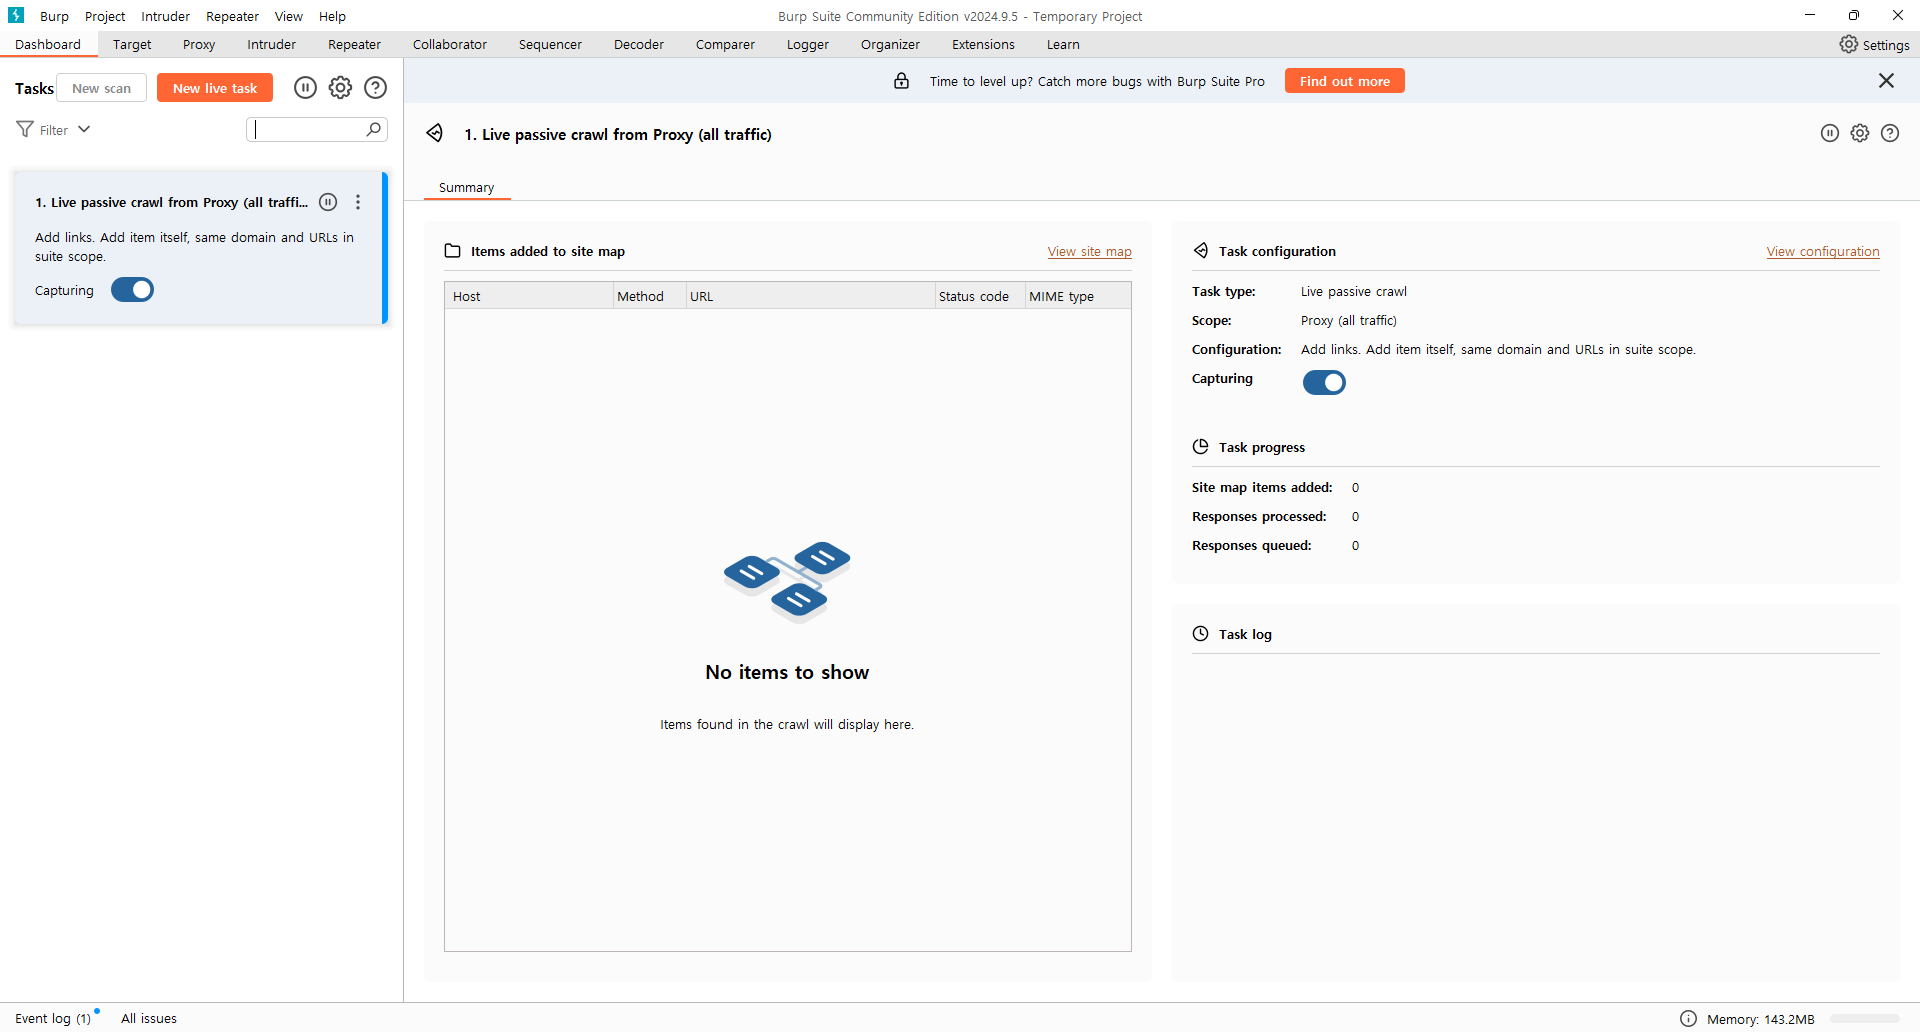 Burp Project Intruder Repeater View Help
Burp Suite Community Edition v2024.9.5 - Temporary Project
Dashboard Target Proxy Intruder Repeater Collaborator Sequencer Decoder Comparer Logger Organizer Extensions Learn
Settings
Tasks
New scan
New live task
Filter
1. Live passive crawl from Proxy (all traffi...
Add links. Add item itself, same domain and URLs in
suite scope.
Capturing
Time to level up? Catch more bugs with Burp Suite Pro
Find out more
1. Live passive crawl from Proxy (all traffic)
Summary
Items added to site map
View site map
Host Method URL Status code MIME type
No items to show
Items found in the crawl will display here.
Task configuration
View configuration
Task type: Live passive crawl
Scope: Proxy (all traffic)
Configuration: Add links. Add item itself, same domain and URLs in suite scope.
Capturing
Task progress
Site map items added: 0
Responses processed: 0
Responses queued: 0
Task log
Event log (1)
All issues
Memory: 143.2MB